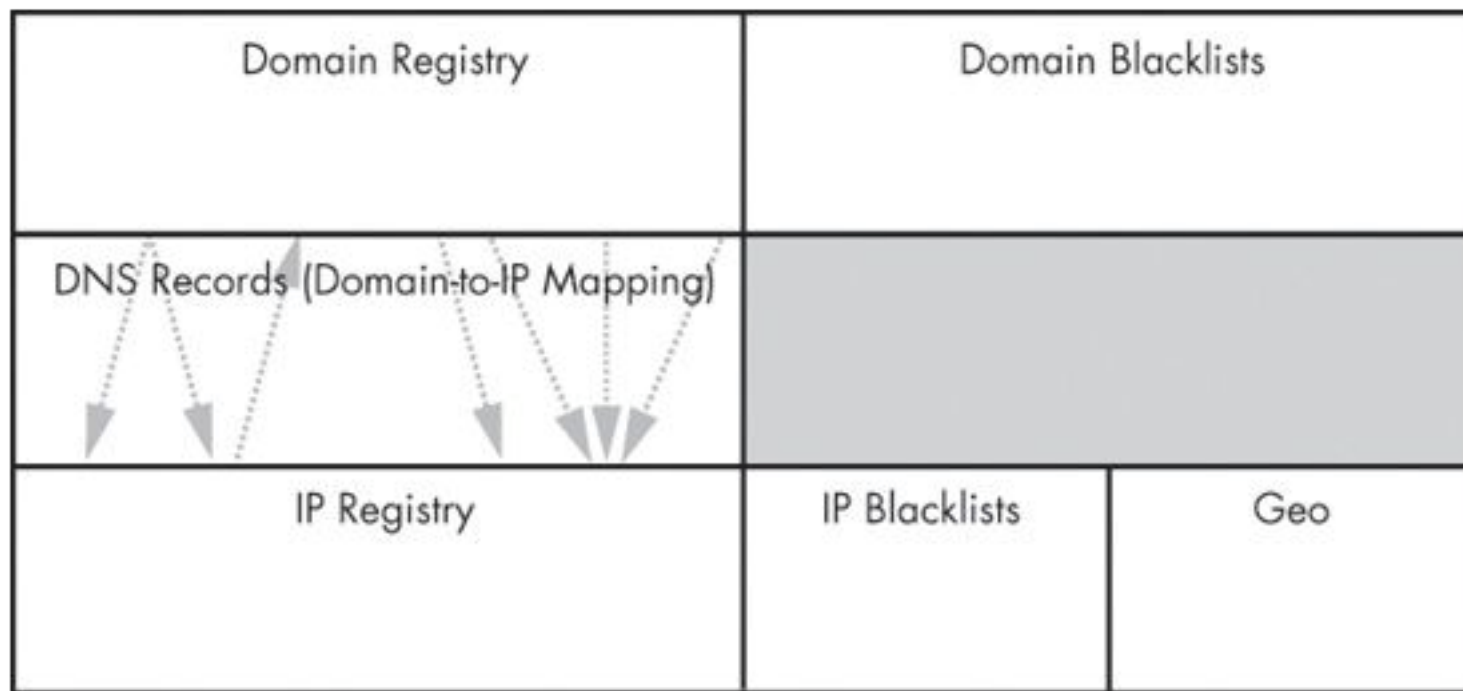 Domain Registry
Domain Blacklists
DNS Records (Domain-to-IP Mapping)
IP Registry
IP Blacklists
Geo